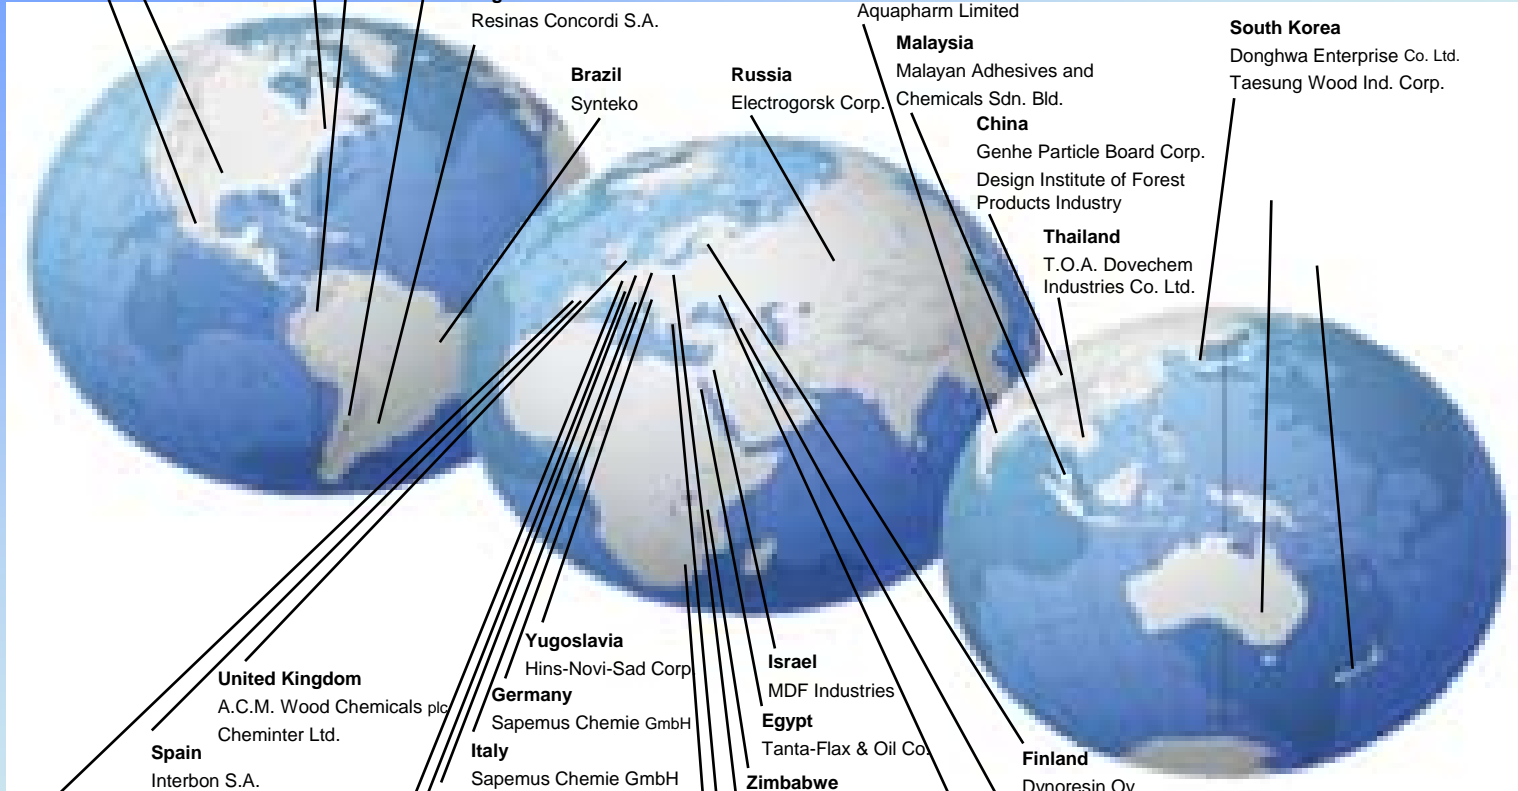 Resinas Concordi S.A.
Brazil
Synteko
Russia
Electrogorsk Corp.
Aquapharm Limited
Malaysia
Malayan Adhesives and
Chemicals Sdn. Bld.
China
Genhe Particle Board Corp.
Design Institute of Forest
Products Industry
Thailand
T.O.A. Dovechem
Industries Co. Ltd.
South Korea
Donghwa Enterprise Co. Ltd.
Taesung Wood Ind. Corp.
United Kingdom
A.C.M. Wood Chemicals plc
Cheminter Ltd.
Spain
Interbon S.A.
Yugoslavia
Hins-Novi-Sad Corp.
Germany
Sapemus Chemie GmbH
Italy
Sapemus Chemie GmbH
Israel
MDF Industries
Egypt
Tanta-Flax & Oil Co.
Zimbabwe
Finland
Dynoresin Oy